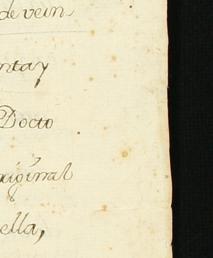 de vein
ntay
Docto
riginal
ella,